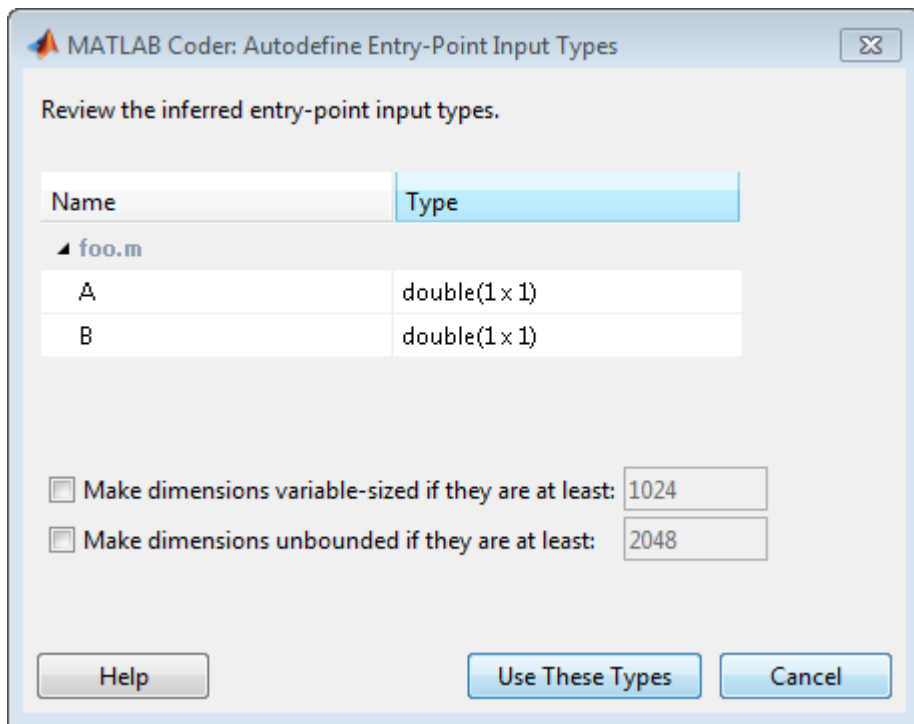 MATLAB Coder: Autodefine Entry-Point Input Types
Review the inferred entry-point input types.
Name Type
foo.m
A double(1 x 1)
B double(1 x 1)
Make dimensions variable-sized if they are at least: 1024
Make dimensions unbounded if they are at least: 2048
Help Use These Types Cancel